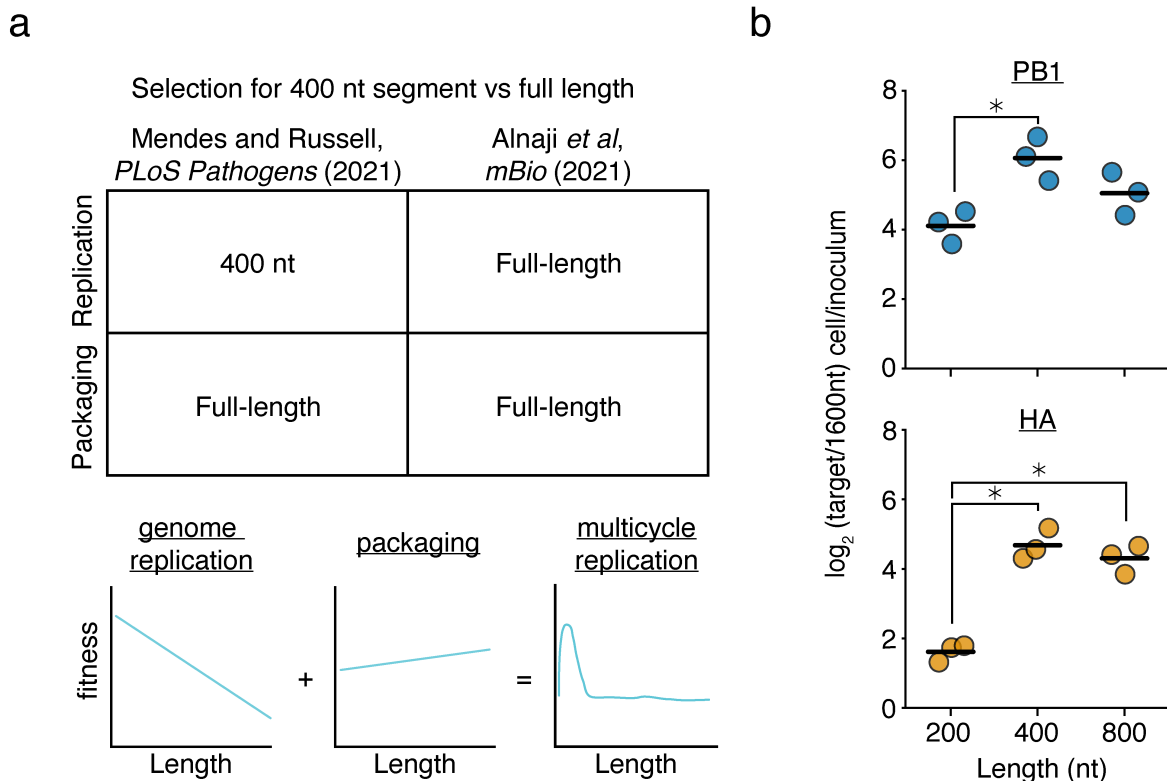 a
Selection for 400 nt segment vs full length
Mendes and Russell,
PLoS Pathogens (2021)
Alnaji et al,
mBio (2021)
Replication
400 nt
Full-length
Packaging
Full-length
Full-length
genome
replication
packaging
multicycle
replication
fitness
+
=
Length
Length
Length
b
PB1
*
8
6
4
2
0
log₂ (target/1600nt) cell/inoculum
HA
*
*
8
6
4
2
0
200
400
800
Length (nt)